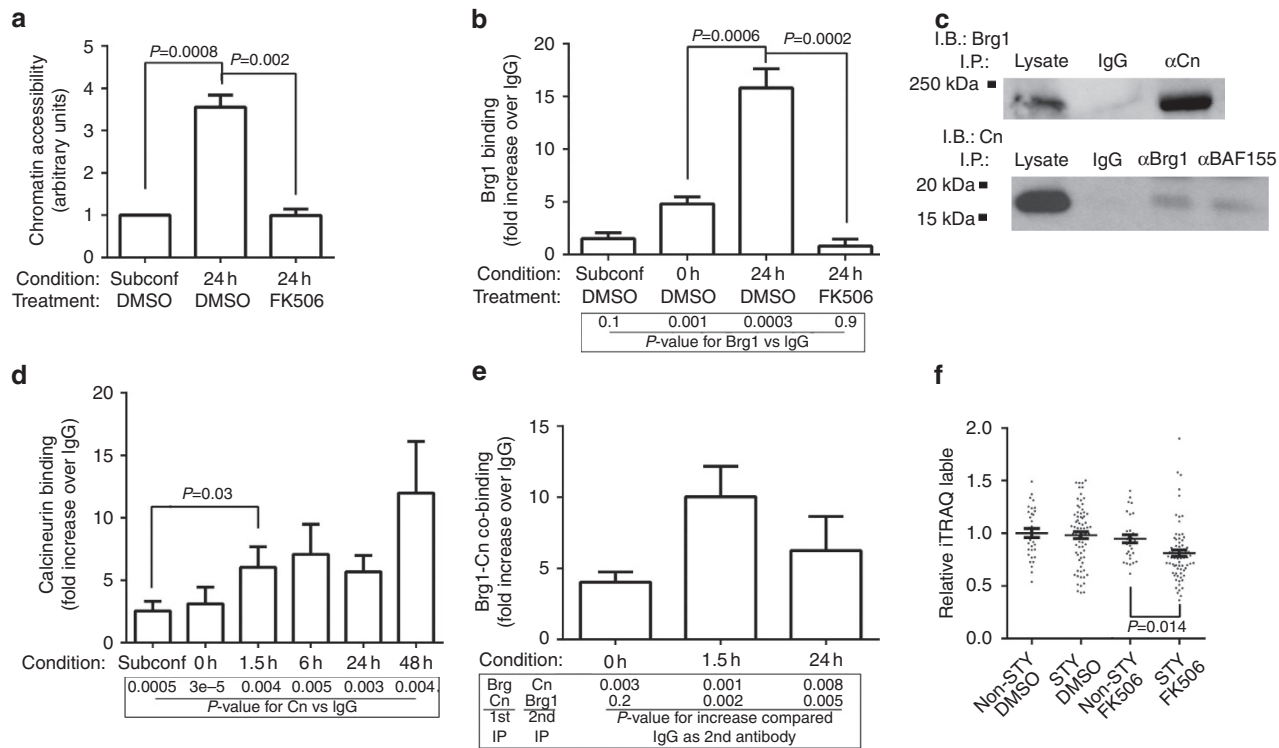 a
Chromatin accessibility
(arbitrary units)
5
4
3
2
1
0
P=0.0008
P=0.002
Condition: Subconf 24 h 24 h
Treatment: DMSO DMSO FK506
b
Brg1 binding
(fold increase over IgG)
20
15
10
5
0
P=0.0006
P=0.0002
Condition: Subconf 0 h 24 h 24 h
Treatment: DMSO DMSO DMSO FK506
0.1 0.001 0.0003 0.9
P-value for Brg1 vs IgG
c
I.B.: Brg1
I.P.: Lysate IgG αCn
250 kDa
I.B.: Cn
I.P.: Lysate IgG αBrg1 αBAF155
20 kDa
15 kDa
d
Calcineurin binding
(fold increase over IgG)
20
15
10
5
0
P=0.03
Condition: Subconf 0 h 1.5 h 6 h 24 h 48 h
0.0005 3e–5 0.004 0.005 0.003 0.004.
P-value for Cn vs IgG
e
Brg1-Cn co-binding
(fold increase over IgG)
15
10
5
0
Condition: 0 h 1.5 h 24 h
Brg Cn 0.003 0.001 0.008
Cn Brg1 0.2 0.002 0.005
1st 2nd P-value for increase compared
IP IP IgG as 2nd antibody
f
Relative iTRAQ lable
2.0
1.5
1.0
0.5
0.0
P=0.014
Non-STY
DMSO
STY
DMSO
Non-STY
FK506
STY
FK506